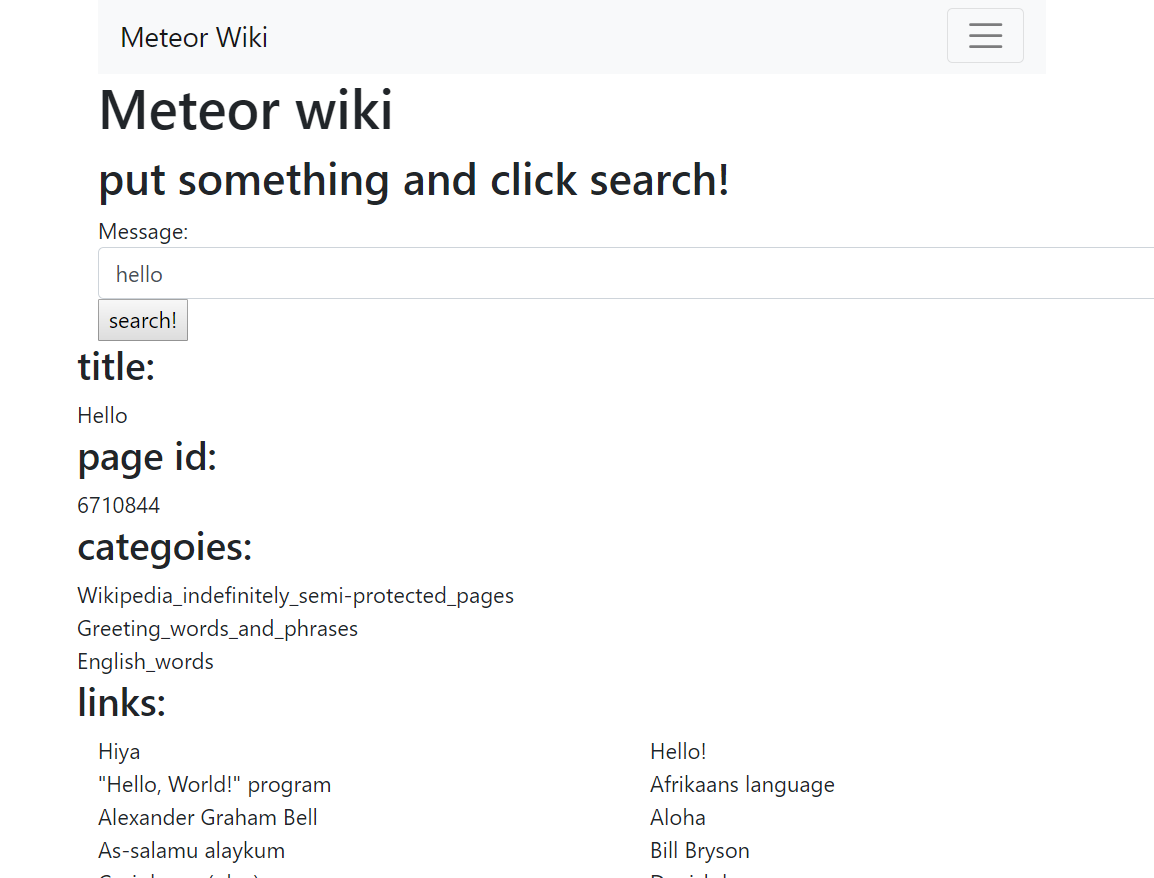 Meteor Wiki
Meteor wiki
put something and click search!
Message:
hello
search!
title:
Hello
page id:
6710844
categoies:
Wikipedia_indefinitely_semi-protected_pages
Greeting_words_and_phrases
English_words
links:
Hiya Hello!
"Hello, World!" program Afrikaans language
Alexander Graham Bell Aloha
As-salamu alaykum Bill Bryson